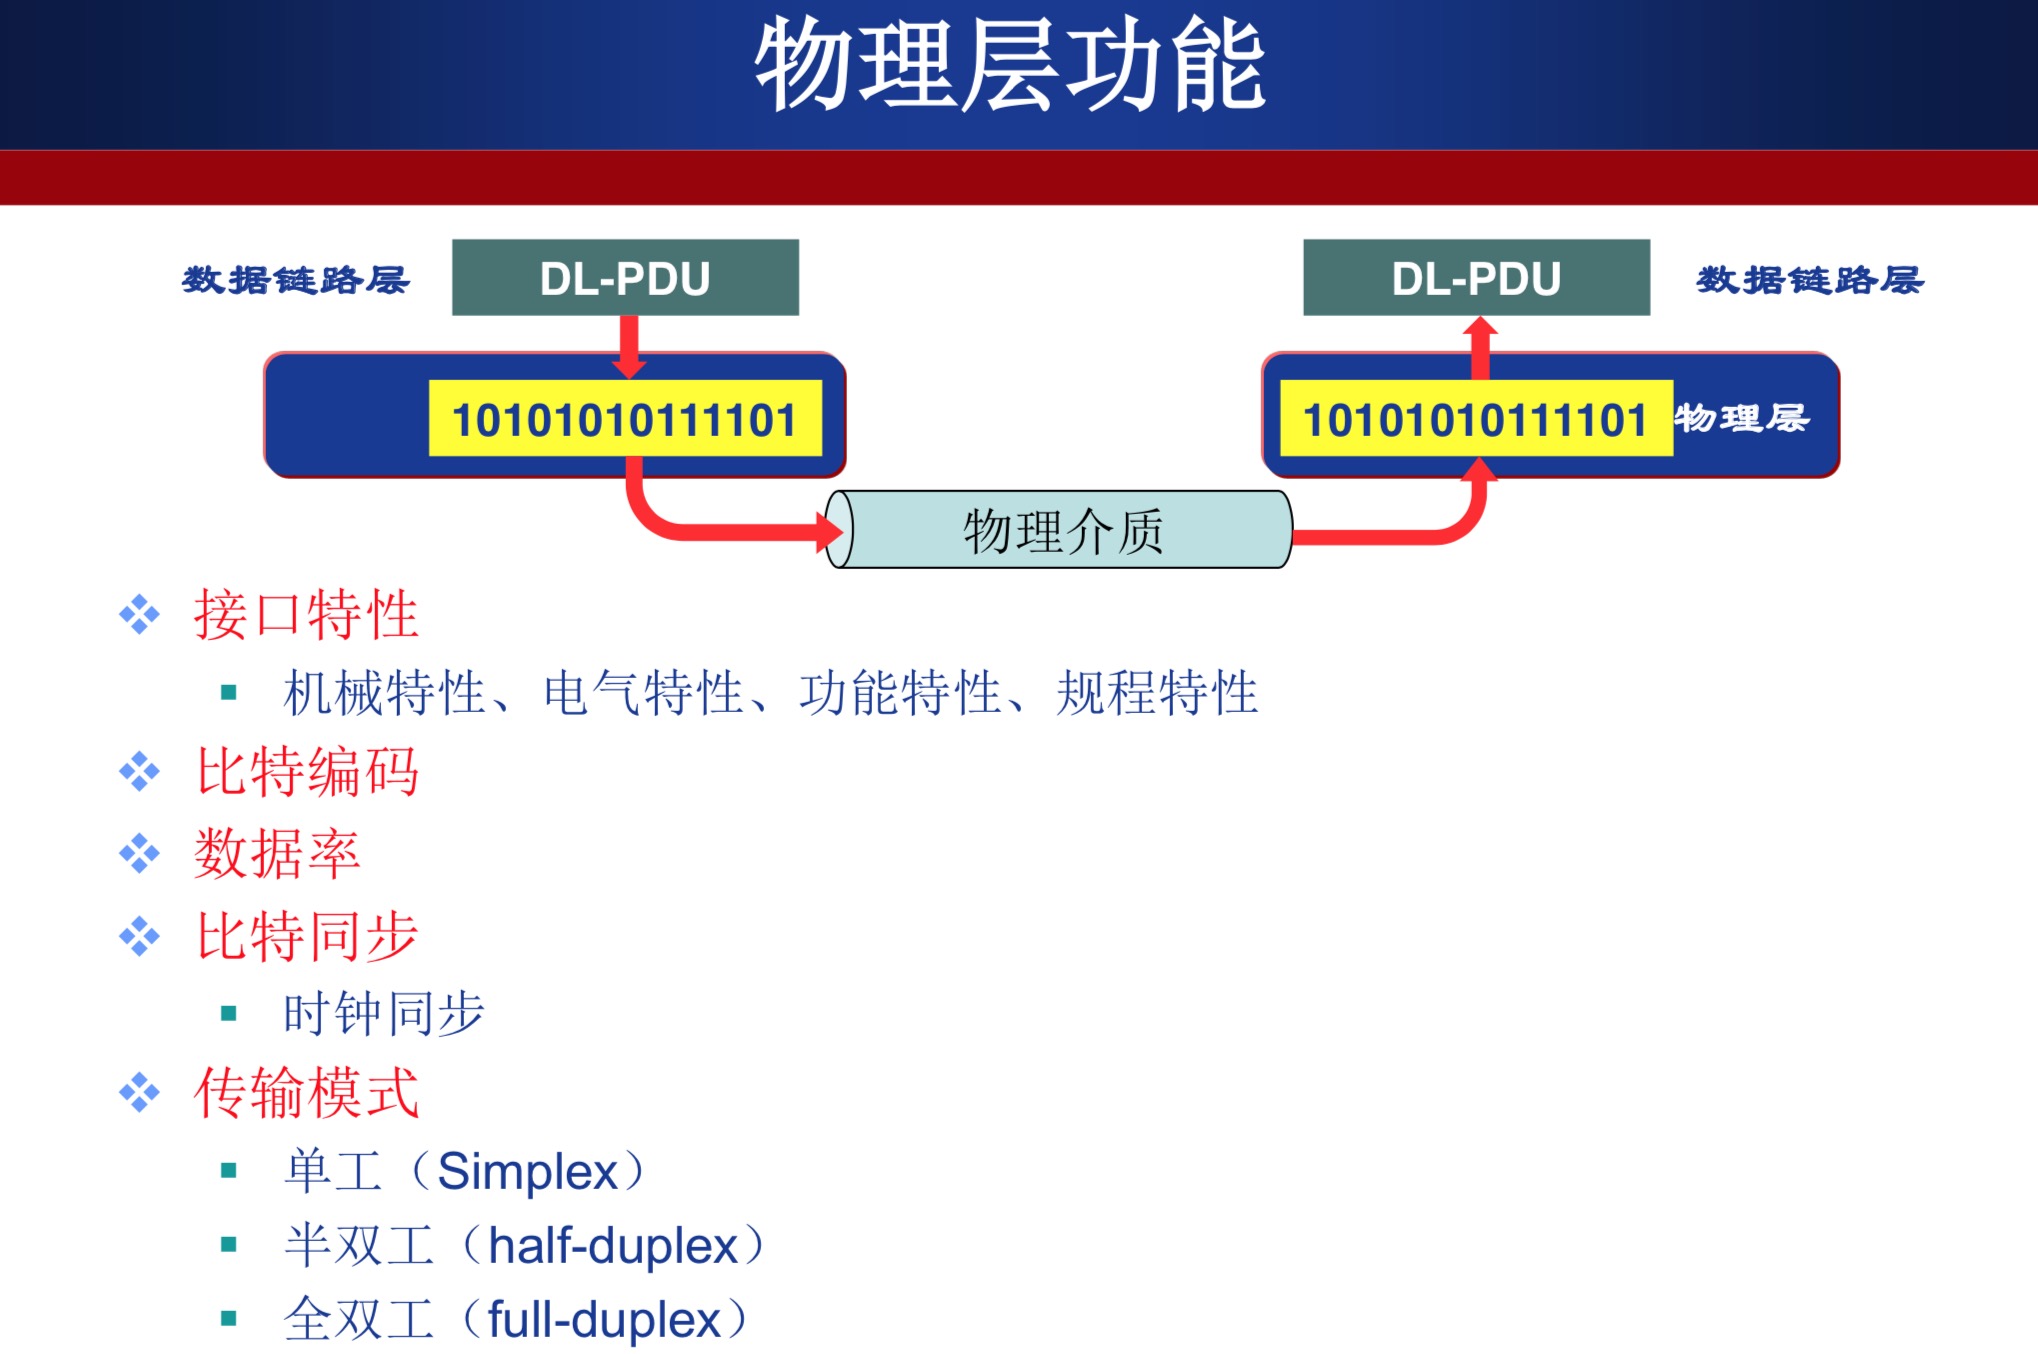 物理层功能
数据链路层 DL-PDU DL-PDU 数据链路层
10101010111101 10101010111101 物理层
物理介质
接口特性
机械特性、电气特性、功能特性、规程特性
比特编码
数据率
比特同步
时钟同步
传输模式
单工（Simplex）
半双工（half-duplex）
全双工（full-duplex）